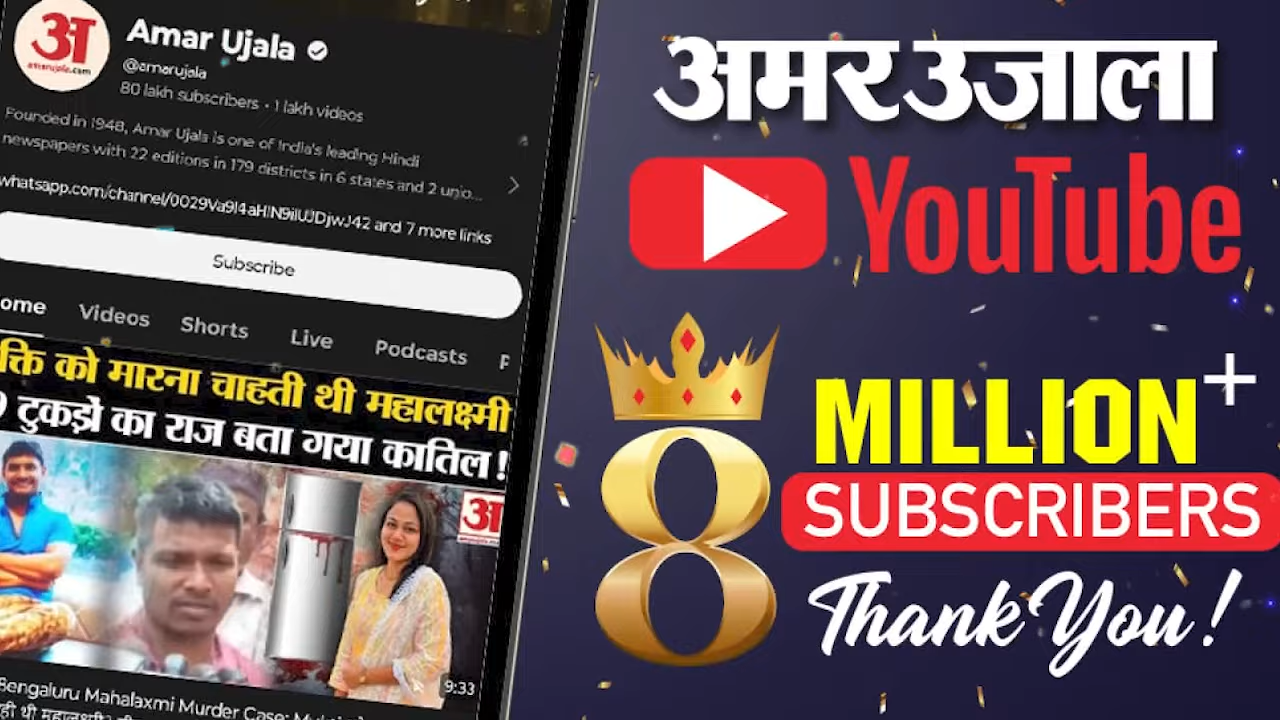 अ
amarujala.com
Amar Ujala
@amarujala
80 lakh subscribers • 1 lakh videos
Founded in 1948, Amar Ujala is one of India's leading Hindi
newspapers with 22 editions in 179 districts in 6 states and 2 unio...
whatsapp.com/channel/0029Va9I4aHIN9iIUJDjwJ42 and 7 more links
Subscribe
ome Videos Shorts Live Podcasts P
क्ति को मारना चाहती थी महालक्ष्मी
टुकड़े का राज बता गया कातिल!
अ
9:33
Bengaluru Mahalaxmi Murder Case:
अमर उजाला
YouTube
8 MILLION+
SUBSCRIBERS
Thank You!